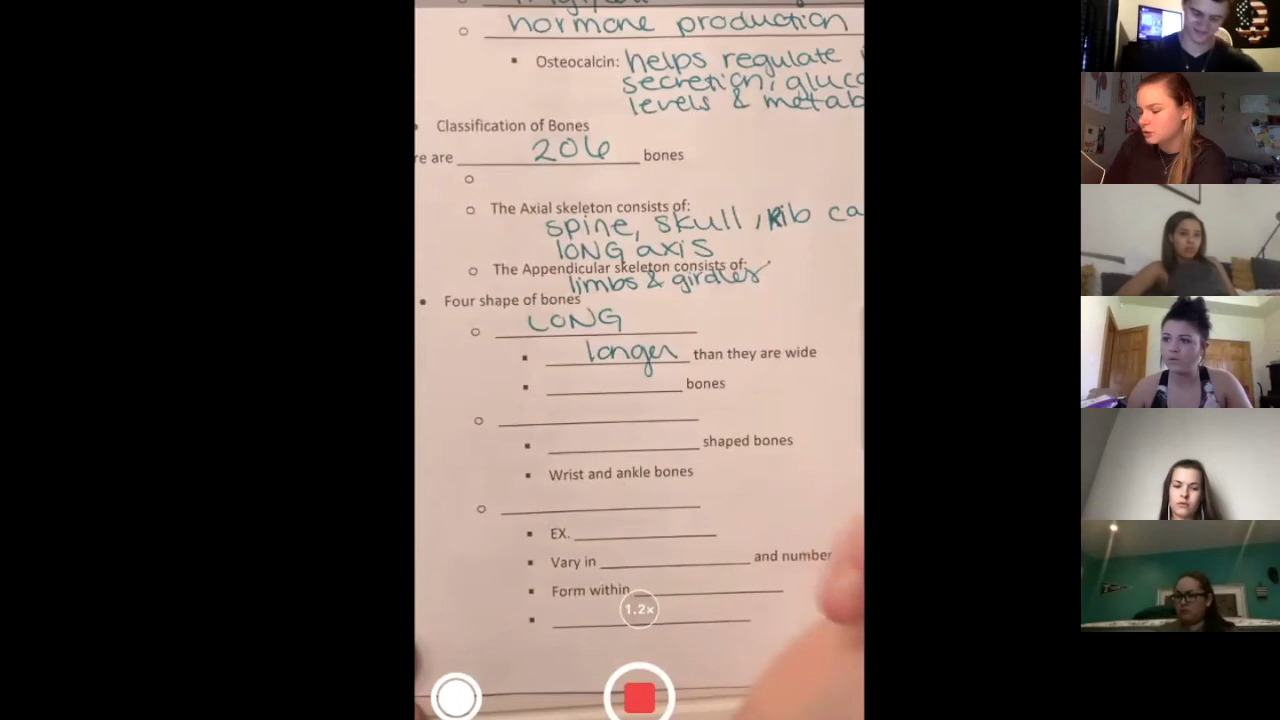 hormone production
Osteocalcin: helps regulate
secretion, gluco
levels & metab
Classification of Bones
re are 206 bones
The Axial skeleton consists of:
spine, skull, Rib ca
LONG axis
The Appendicular skeleton consists of:
limbs & girdles
Four shape of bones
LONG
longer than they are wide
bones
shaped bones
Wrist and ankle bones
EX.
Vary in and number
Form within
1.2x